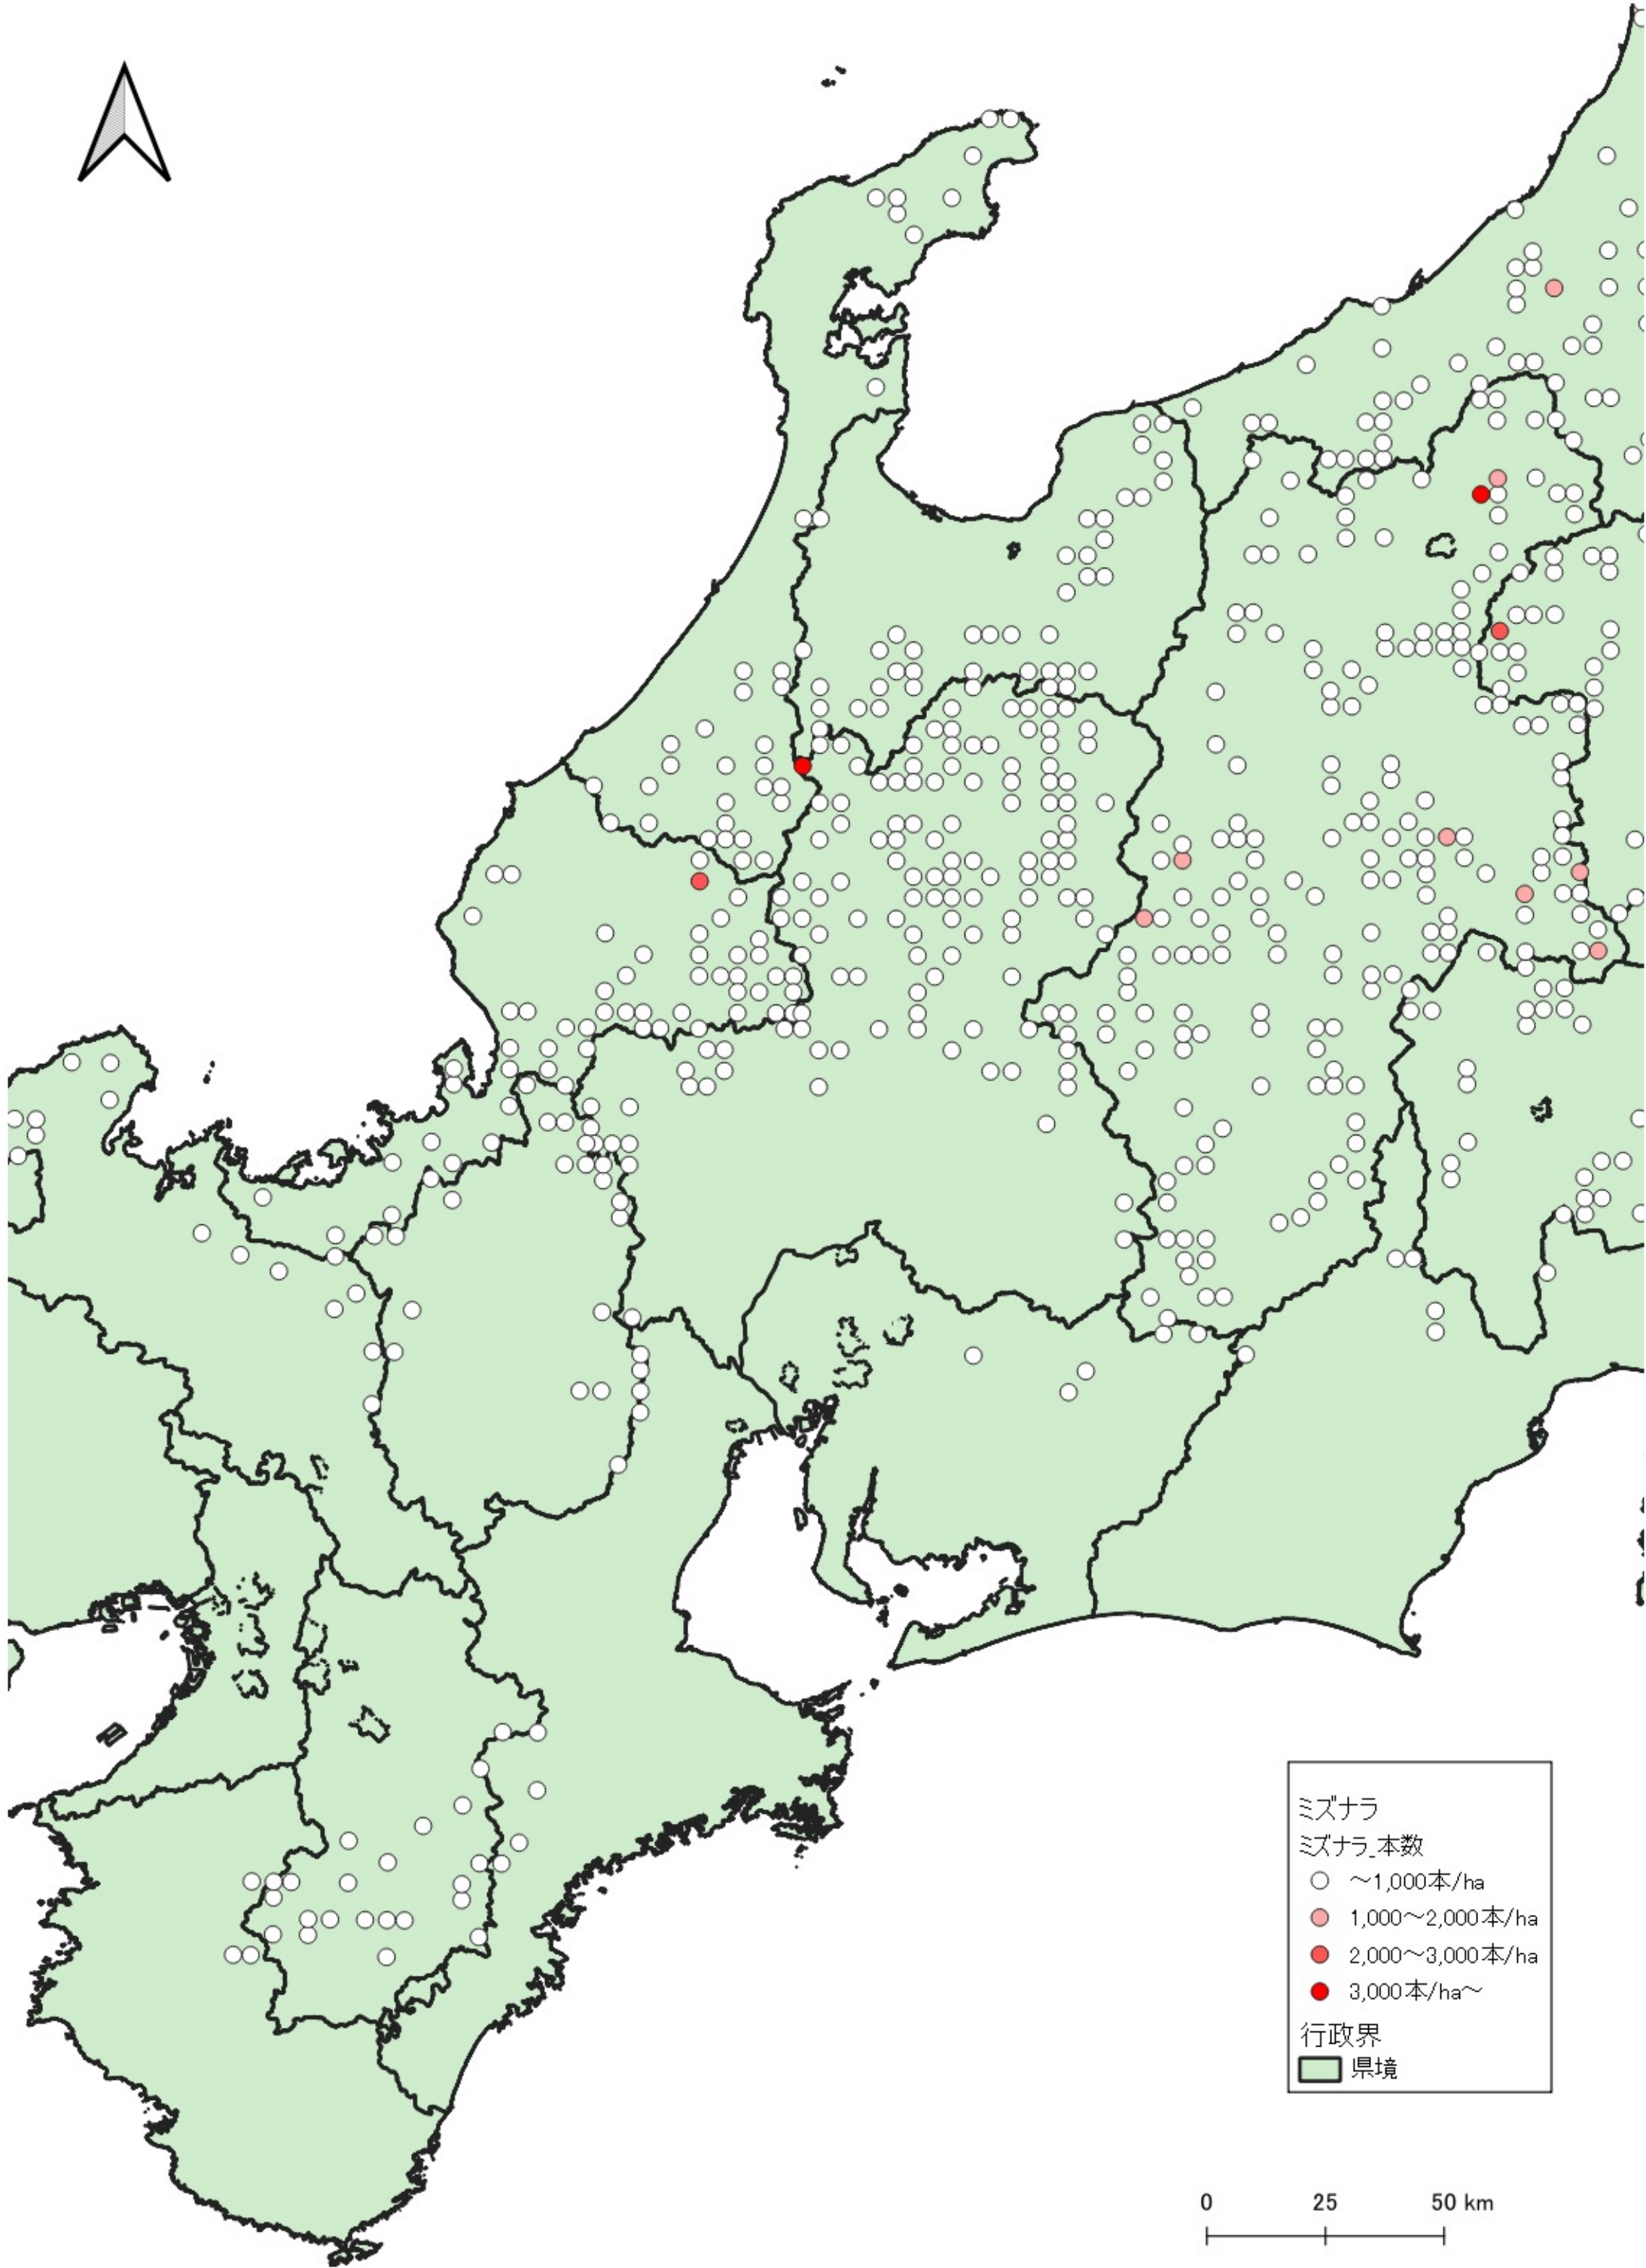 ミズナラ
ミズナラ_本数
～1,000本/ha
1,000～2,000本/ha
2,000～3,000本/ha
3,000本/ha～
行政界
県境
0 25 50 km